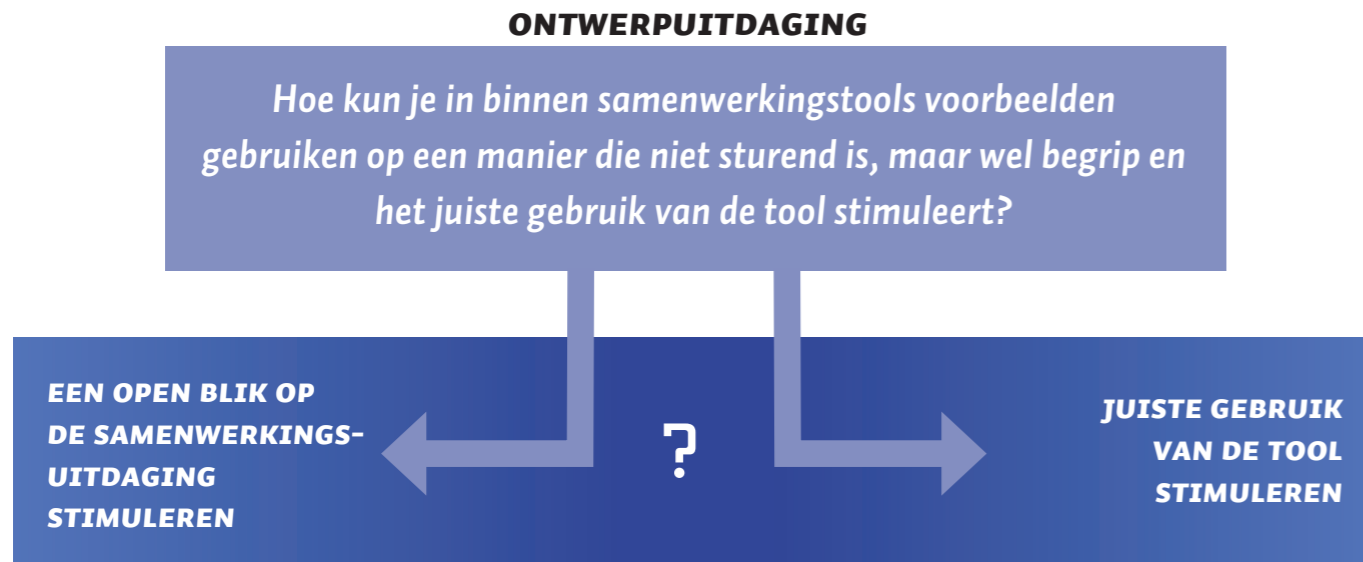 ONTWERPUITDAGING
Hoe kun je in binnen samenwerkingstools voorbeelden
gebruiken op een manier die niet sturend is, maar wel begrip en
het juiste gebruik van de tool stimuleert?
EEN OPEN BLIK OP
DE SAMENWERKINGS-
UITDAGING
STIMULEREN
?
JUISTE GEBRUIK
VAN DE TOOL
STIMULEREN